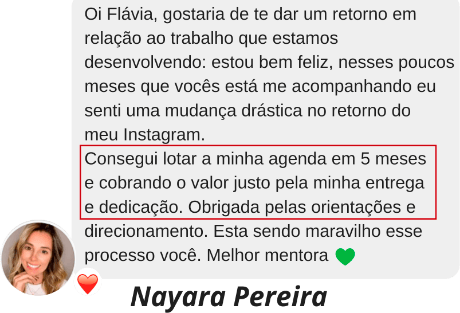 Oi Flávia, gostaria de te dar um retorno em
relação ao trabalho que estamos
desenvolvendo: estou bem feliz, nesses poucos
meses que vocês está me acompanhando eu
senti uma mudança drástica no retorno do
meu Instagram.
Consegui lotar a minha agenda em 5 meses
e cobrando o valor justo pela minha entrega
e dedicação. Obrigada pelas orientações e
direcionamento. Esta sendo maravilho esse
processo você. Melhor mentora 💚
Nayara Pereira